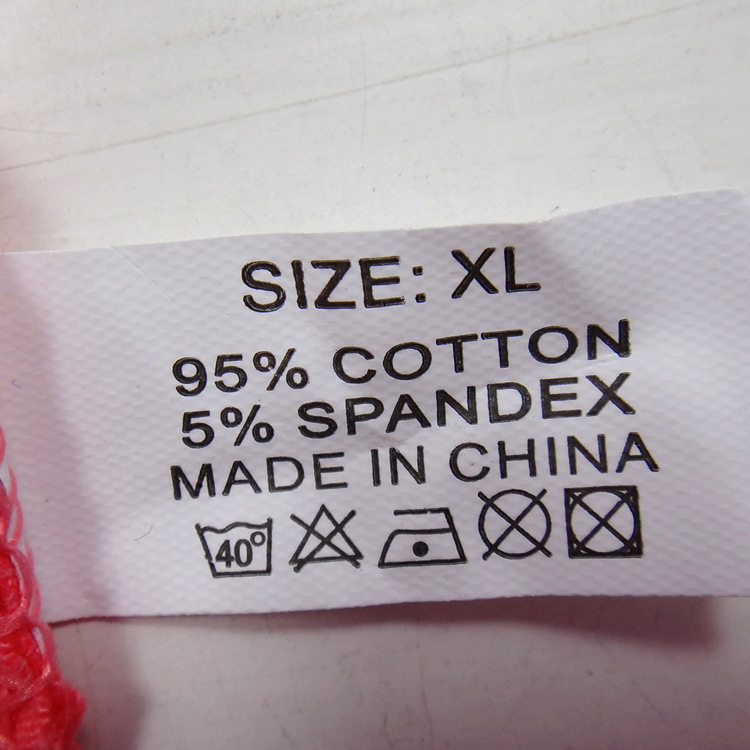 SIZE: XL
95% COTTON
5% SPANDEX
MADE IN CHINA
40°